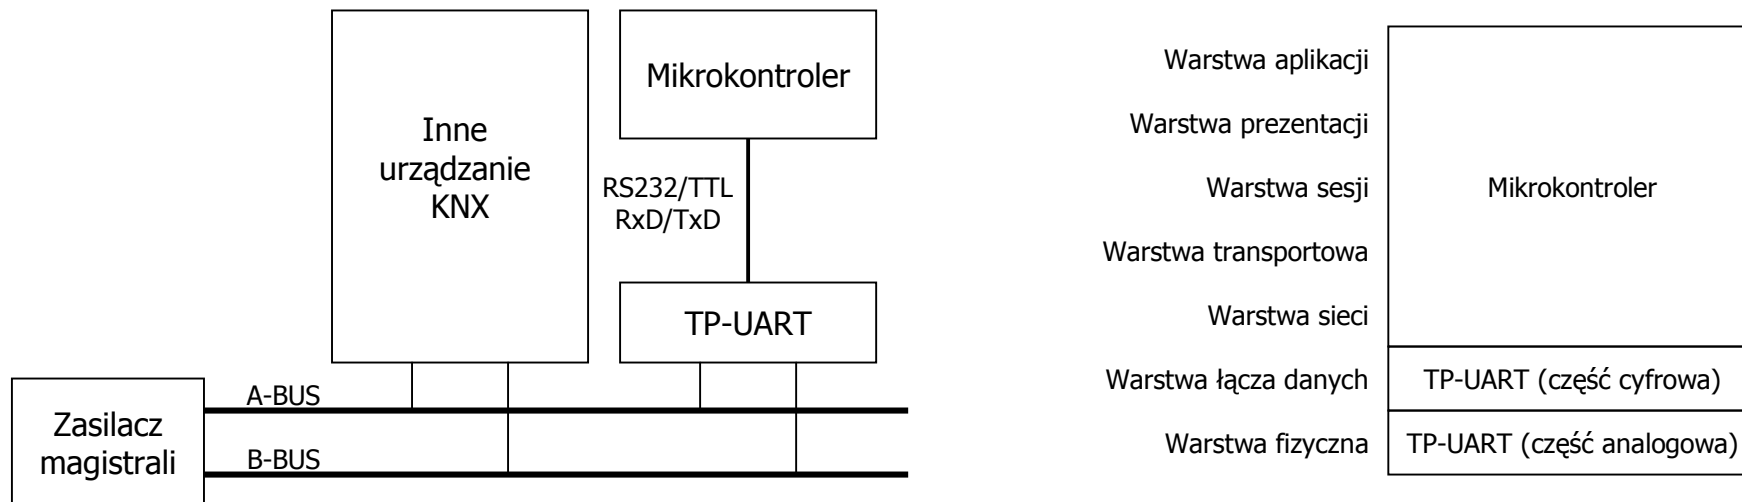 Inne
urządzanie
KNX
Mikrokontroler
RS232/TTL
RxD/TxD
TP-UART
Zasilacz
magistrali
A-BUS
B-BUS
Warstwa aplikacji
Warstwa prezentacji
Warstwa sesji
Warstwa transportowa
Warstwa sieci
Warstwa łącza danych
Warstwa fizyczna
Mikrokontroler
TP-UART (część cyfrowa)
TP-UART (część analogowa)